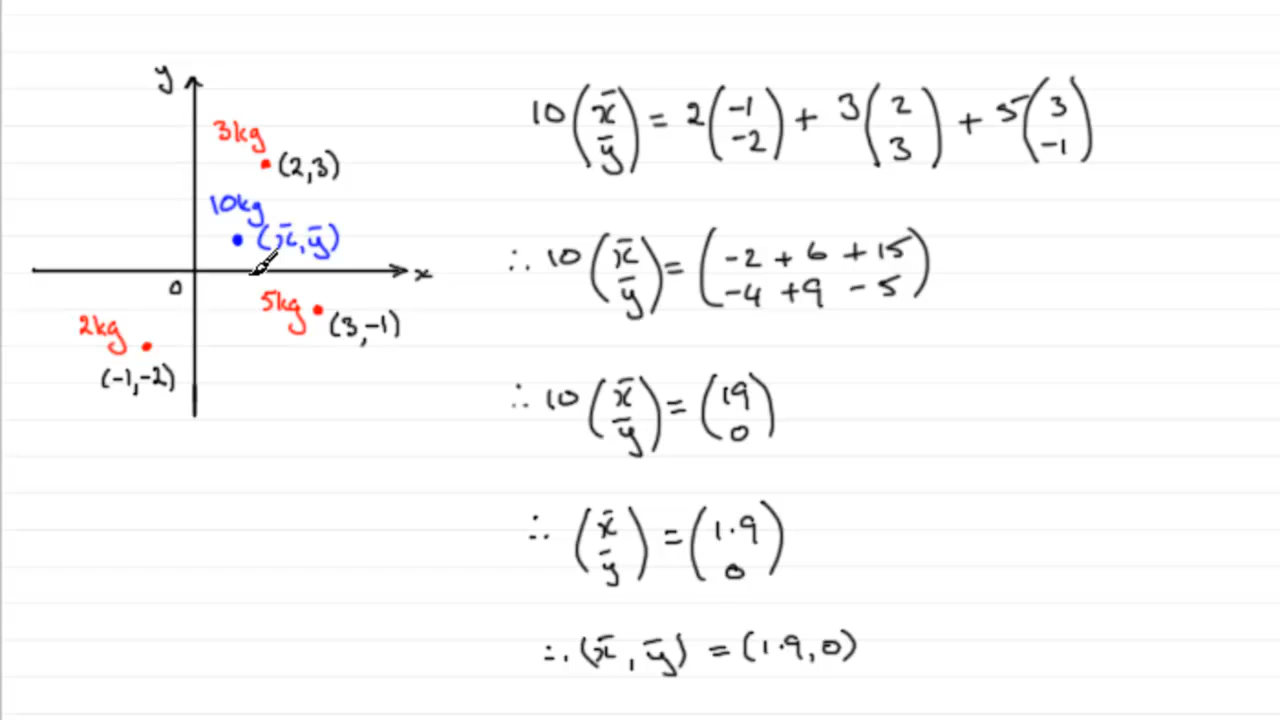 y
3kg
(2,3)
10kg
(x̄,ȳ)
x
0
5kg
(3,-1)
2kg
(-1,-2)
10 (x̄ ȳ) = 2 (-1 -2) + 3 (2 3) + 5 (3 -1)
∴ 10 (x̄ ȳ) = (-2 + 6 + 15 -4 + 9 - 5)
∴ 10 (x̄ ȳ) = (19 0)
∴ (x̄ ȳ) = (1.9 0)
∴ (x̄, ȳ) = (1.9, 0)